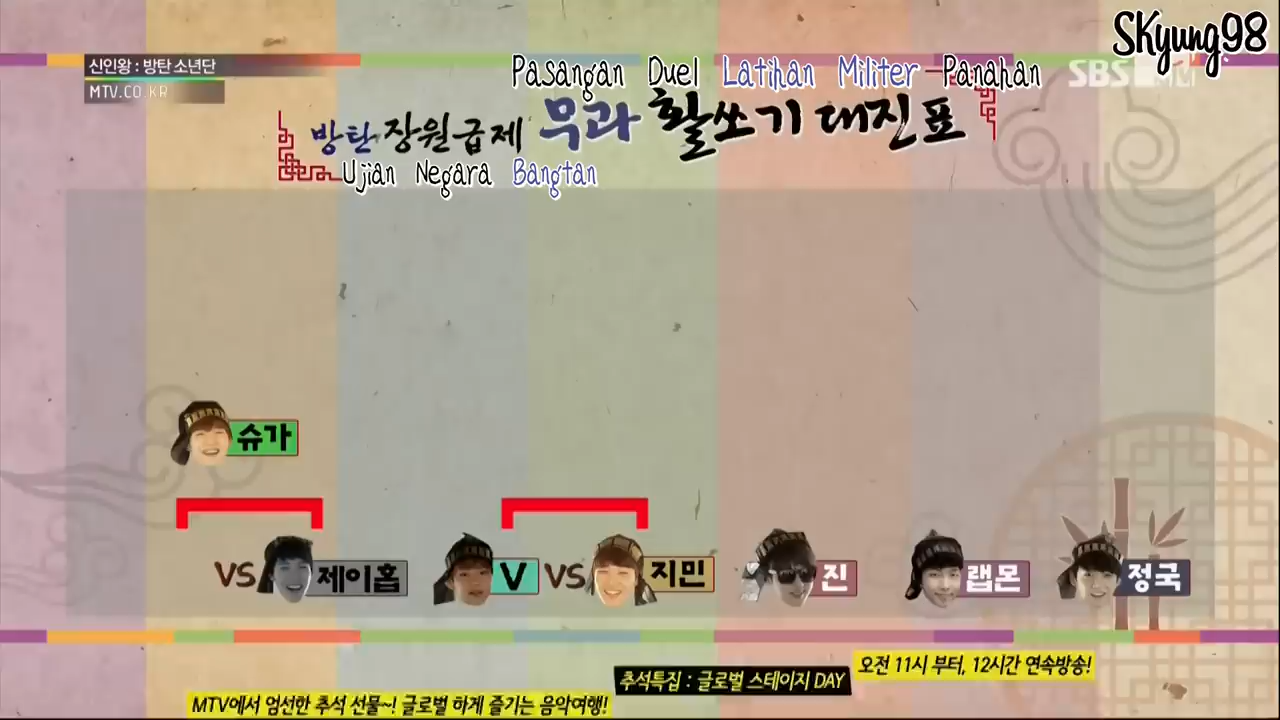 SKyung98
신인왕 : 방탄 소년단
MTV.CO.KR
Pasangan Duel Latihan Militer Panahan
SBS MTV
방탄 장원급제 무과 활쏘기 대진표
Ujian Negara Bangtan
슈가
VS 제이홉 V VS 지민 진 랩몬 정국
오전 11시 부터, 12시간 연속방송!
추석특집 : 글로벌 스테이지 DAY
MTV에서 엄선한 추석 선물~! 글로벌 하게 즐기는 음악여행!